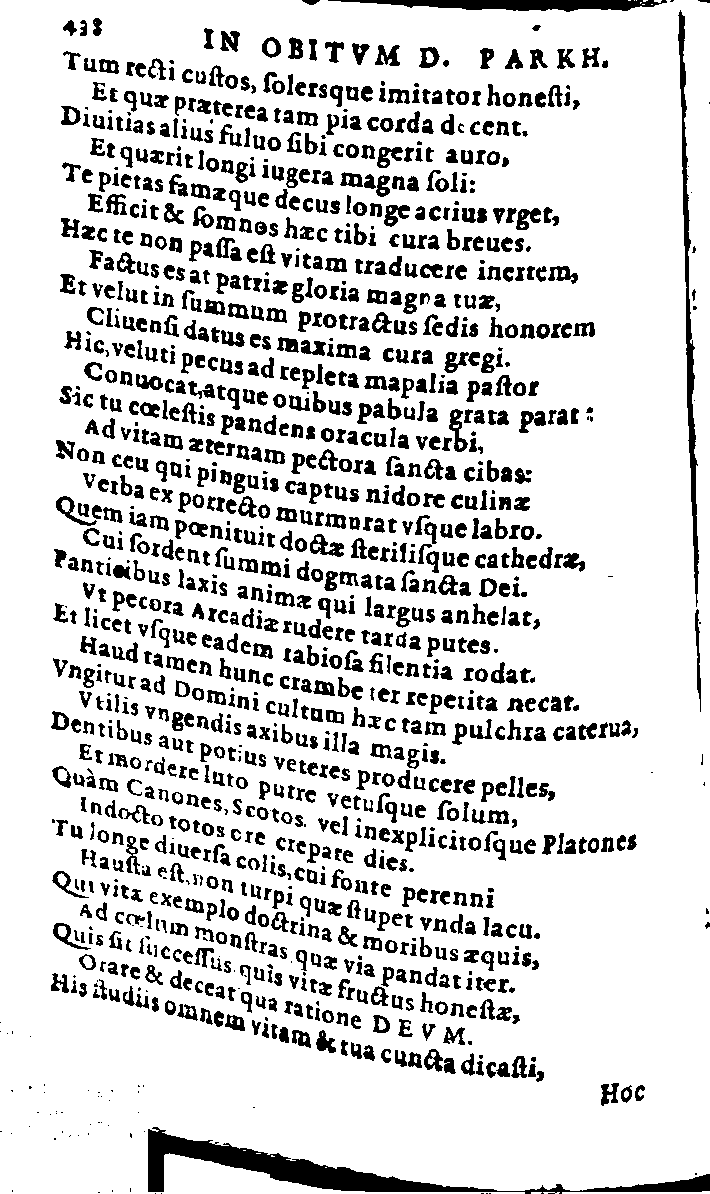 438
IN OBITVM D. PARKH.
Tum recti cuſtos, ſolersque imitator honeſti,
Et quæ præterea tam pia corda decent.
Diuitias alius fuluo ſibi congerit auro,
Et quærit longi iugera magna ſoli:
Te pietas famæque decus longe acrius vrget,
Efficit & ſomnos hæc tibi cura breues.
Hæc te non paſſa eſt vitam traducere inertem,
Factus es at patriæ gloria magna tuæ,
Et velut in ſummum protractus ſedis honorem
Cliuenſi datus es maxima cura gregi.
Hic, veluti pecus ad repleta mapalia paſtor
Conuocat, atque ouibus pabula grata parat:
Sic tu cœleſtis pandens oracula verbi,
Ad vitam æternam pectora ſancta cibas:
Non ceu qui pinguis captus nidore culinæ
Verba ex porrecto murmurat vſque labro.
Quem iam pœnituit doctæ ſteriliſque cathedræ,
Cui ſordent ſummi dogmata ſancta Dei.
Panticibus laxis animæ qui largus anhelat,
Vt pecora Arcadiæ rudere tarda putes.
Et licet vſque eadem rabioſa ſilentia rodat.
Haud tamen hunc crambe ter repetita necat.
Vngitur ad Domini cultum hæc tam pulchra caterua,
Vtilis vngendis axibus illa magis.
Dentibus aut potius veteres producere pelles,
Et mordere luto putre vetuſque ſolum,
Quàm Canones, Scotos, vel inexplicitoſque Platones
Indocto totos ore crepare dies.
Tu longe diuerſa colis, cui fonte perenni
Hauſta eſt, non turpi quæ ſtupet vnda lacu.
Qui vitæ exemplo doctrina & moribus æquis,
Ad cœlum monſtras quæ via pandat iter.
Quis ſit ſucceſſus, quis vitæ fructus honeſtæ,
Orare & deceat qua ratione DEVM.
His ſtudiis omnem vitam & tua cuncta dicaſti,
Hoc